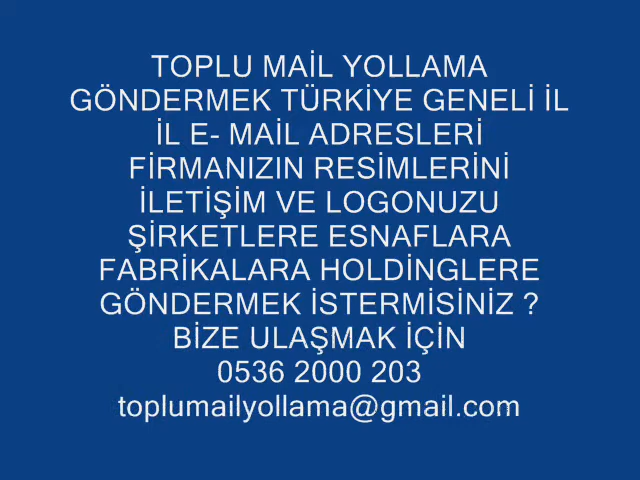 TOPLU MAİL YOLLAMA
GÖNDERMEK TÜRKİYE GENELİ İL
İL E- MAİL ADRESLERİ
FİRMANIZIN RESİMLERİNİ
İLETİŞİM VE LOGONUZU
ŞİRKETLERE ESNAFLARA
FABRİKALARA HOLDİNGLERE
GÖNDERMEK İSTERMİSİNİZ ?
BİZE ULAŞMAK İÇİN
0536 2000 203
toplumailyollama@gmail.com